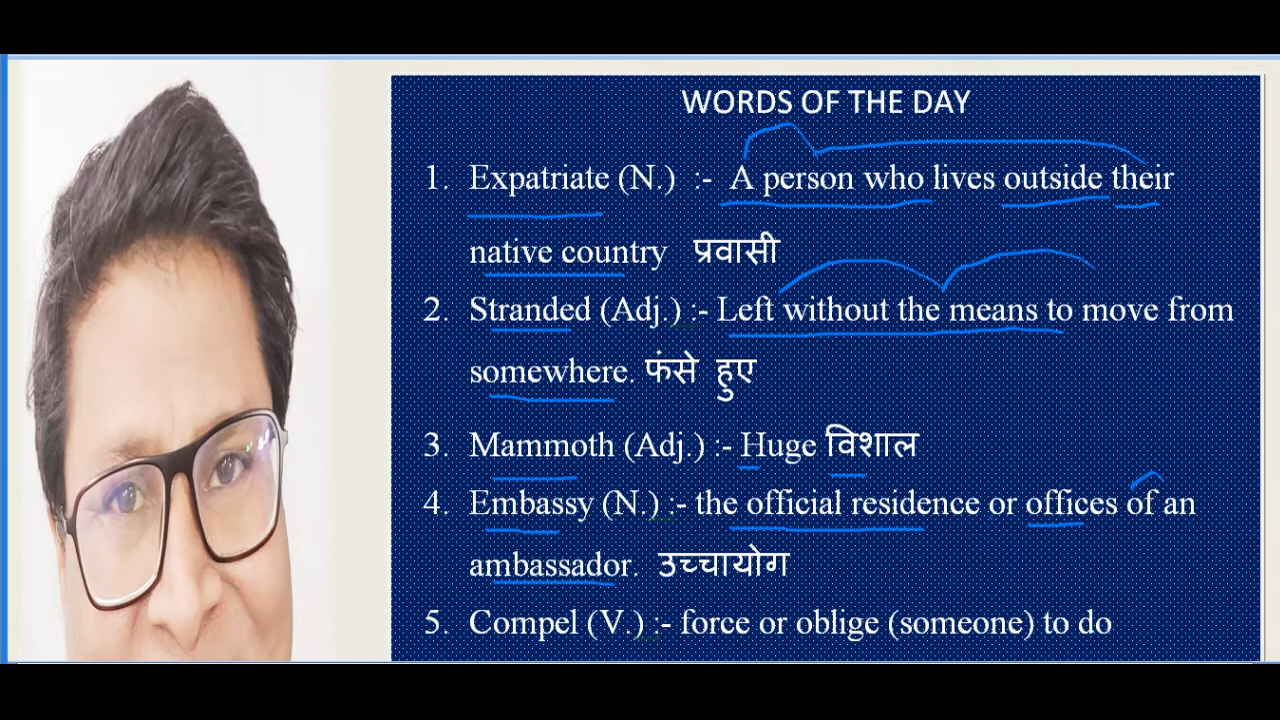 WORDS OF THE DAY
1. Expatriate (N.) :- A person who lives outside their
native country प्रवासी
2. Stranded (Adj.) :- Left without the means to move from
somewhere. फंसे हुए
3. Mammoth (Adj.) :- Huge विशाल
4. Embassy (N.) :- the official residence or offices of an
ambassador. उच्चायोग
5. Compel (V.) :- force or oblige (someone) to do